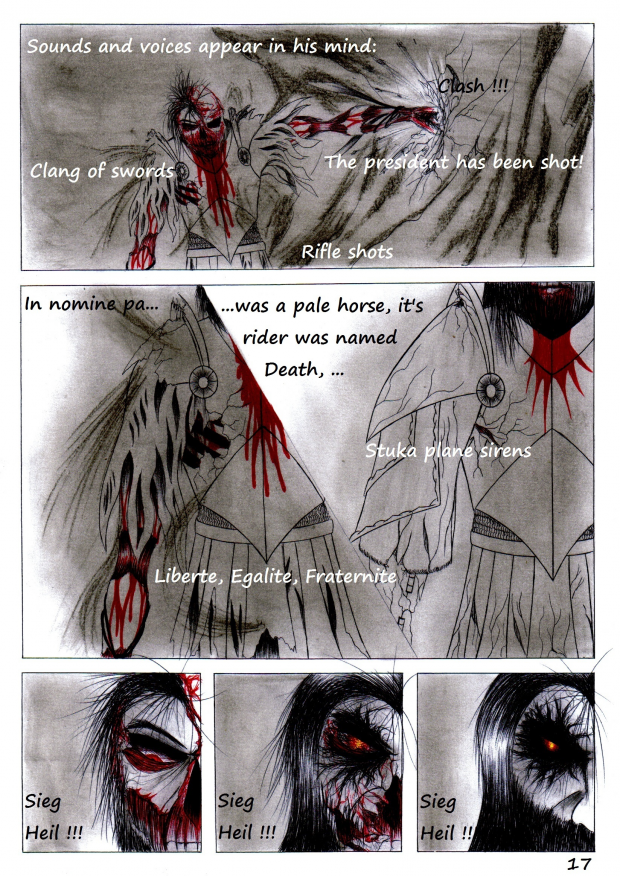 Sounds and voices appear in his mind:
Clash !!!
Clang of swords
The president has been shot!
Rifle shots
In nomine pa...
...was a pale horse, it's
rider was named
Death, ...
Stuka plane sirens
Liberte, Egalite, Fraternite
Sieg
Heil !!!
Sieg
Heil !!!
Sieg
Heil !!!
17